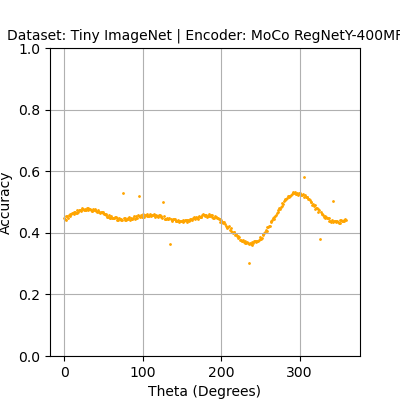 Dataset: Tiny ImageNet | Encoder: MoCo RegNetY-400MF
Accuracy
1.0
0.8
0.6
0.4
0.2
0.0
0 100 200 300
Theta (Degrees)